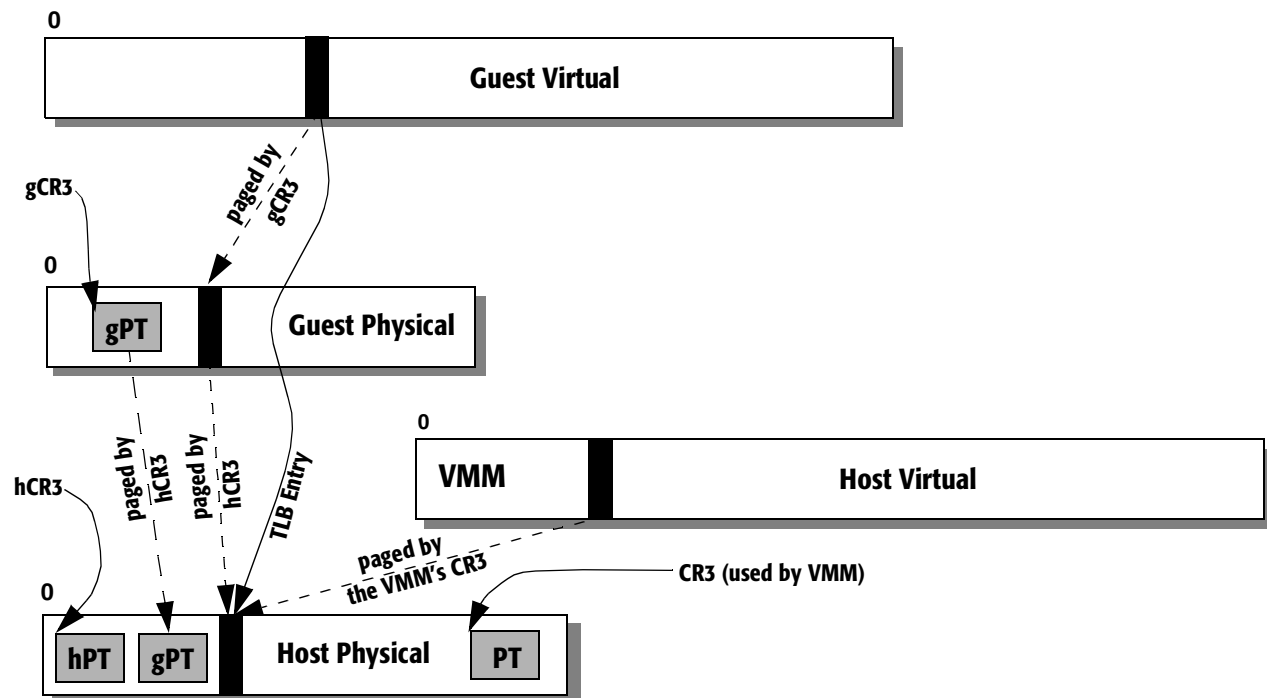 0
Guest Virtual
paged by
gCR3
gCR3
0
gPT
Guest Physical
paged by
hCR3
paged by
hCR3
TLB Entry
0
VMM
Host Virtual
hCR3
paged by
the VMM's CR3
CR3 (used by VMM)
0
hPT
gPT
Host Physical
PT